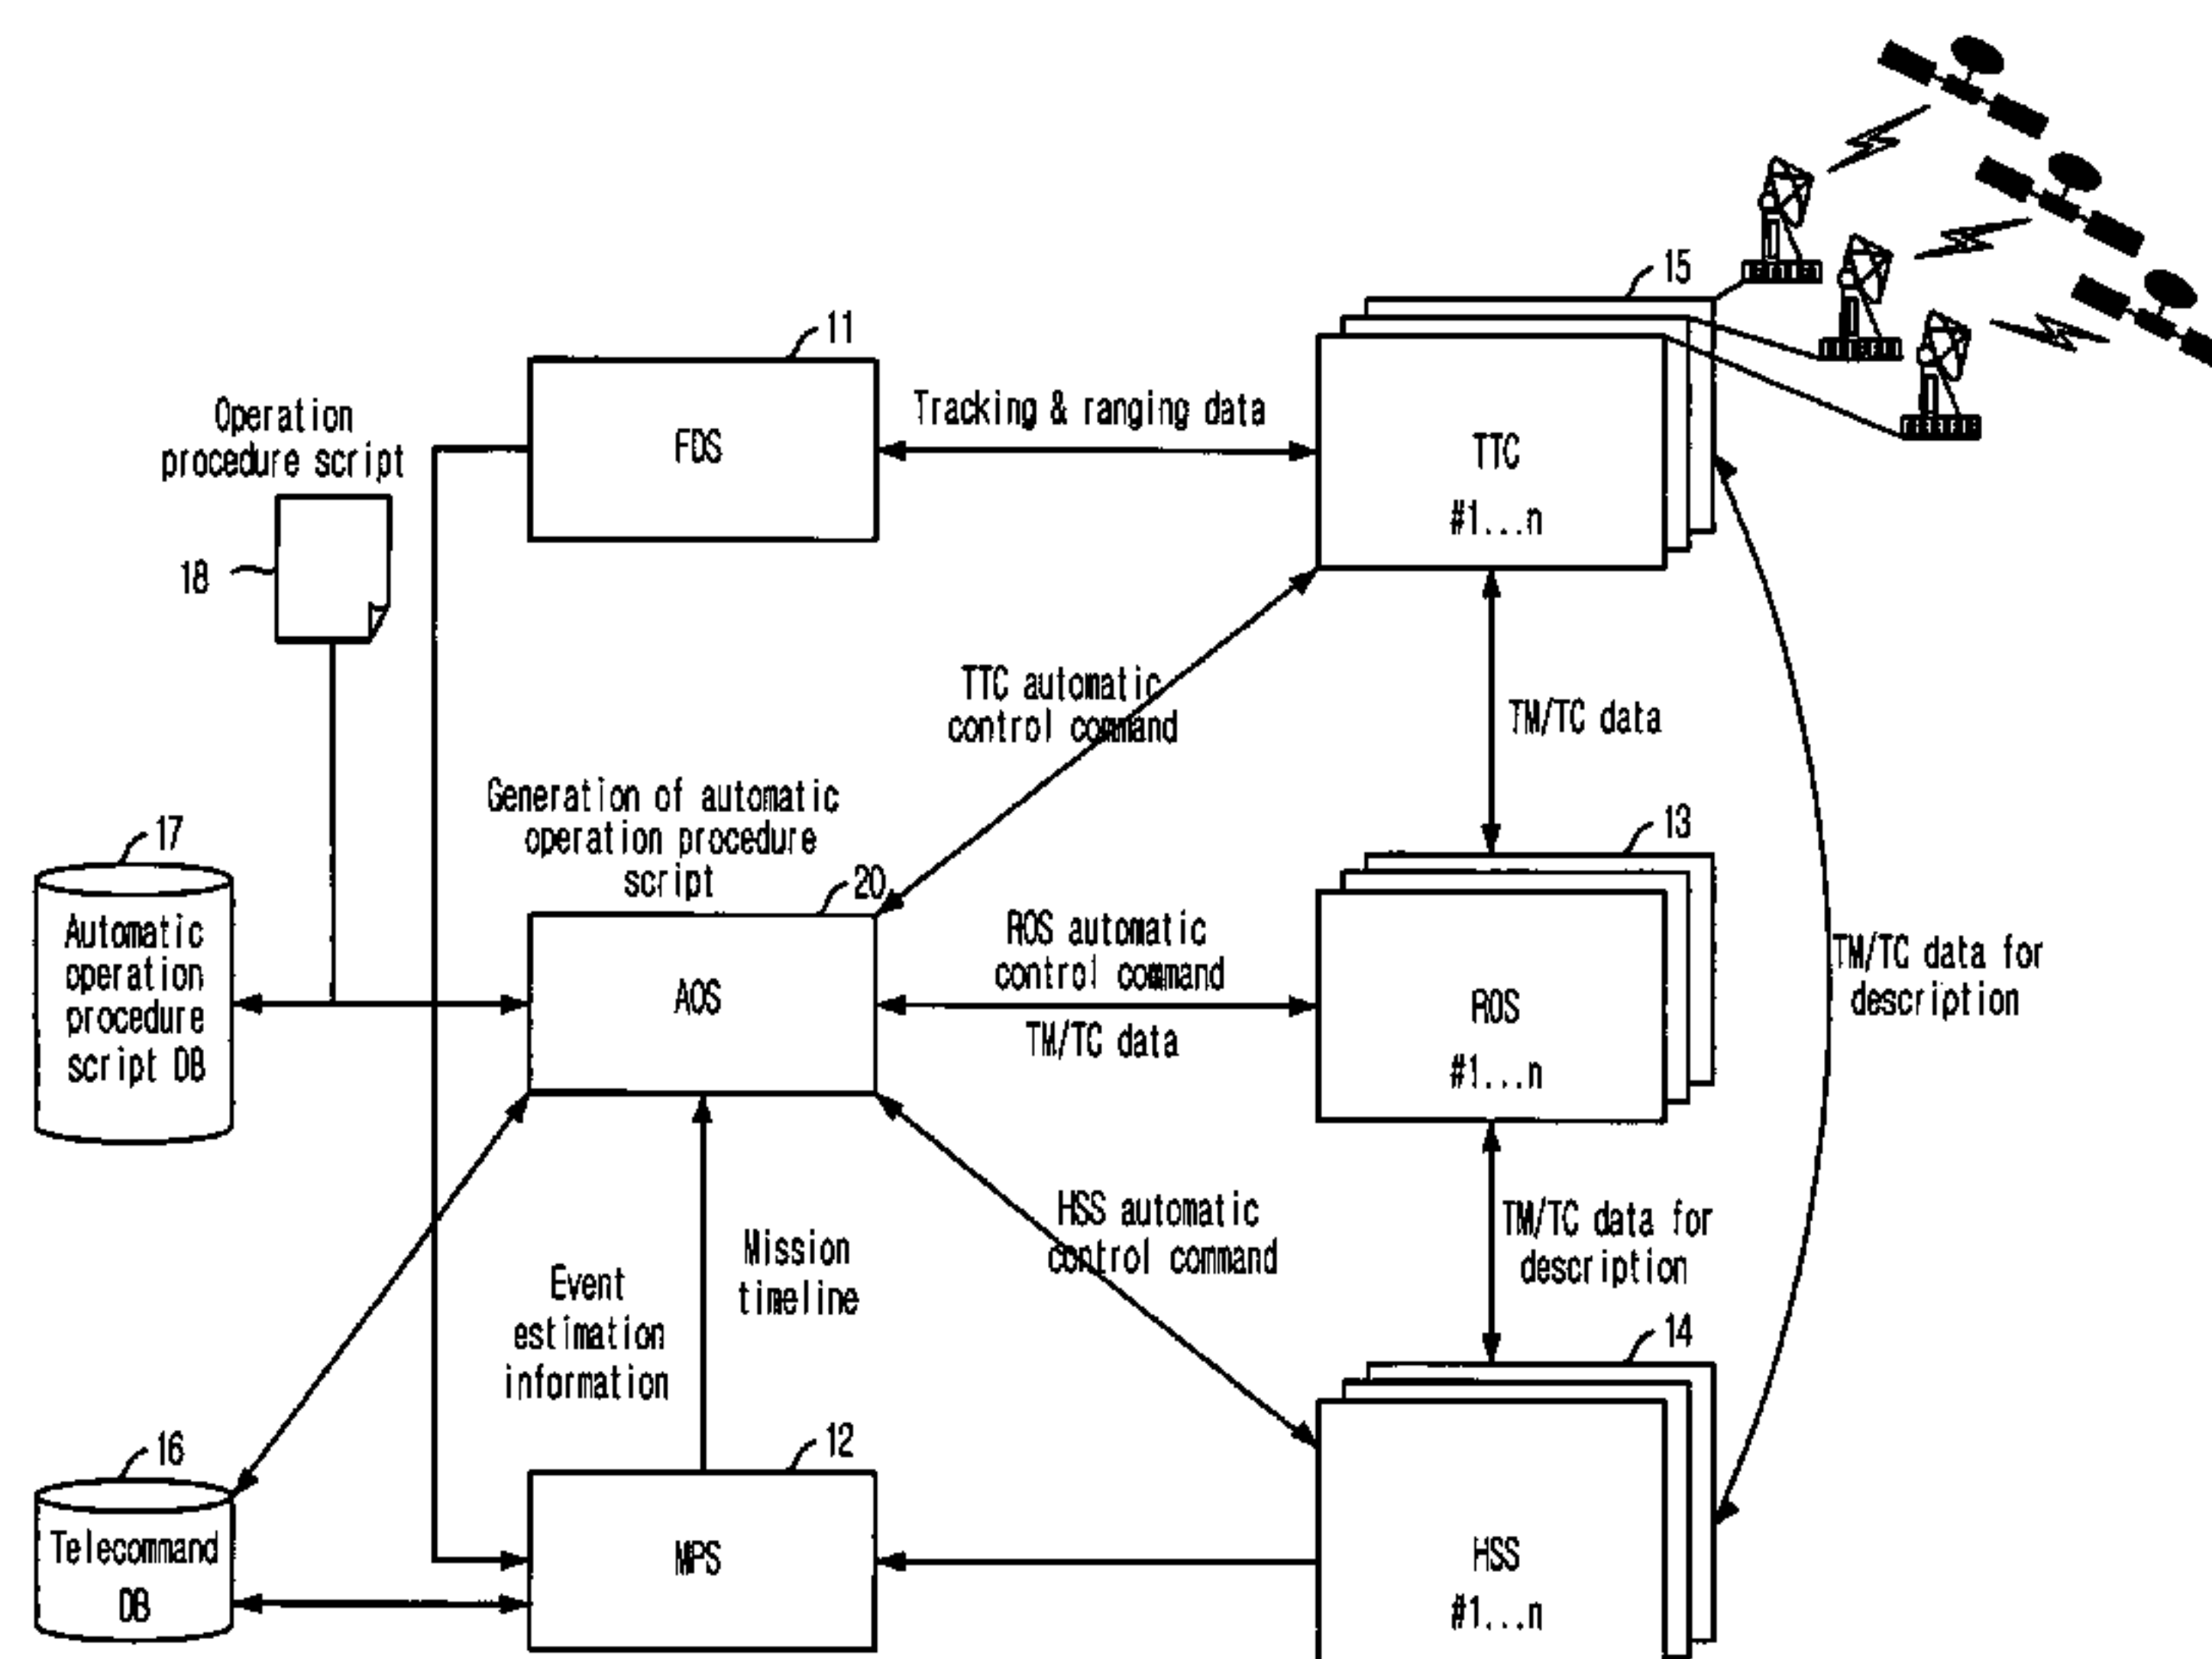 15
11
Operation
procedure script
FDS
Tracking & ranging data
TTC
#1...n
18
TTC automatic
control command
TM/TC data
Generation of automatic
operation procedure
script
17
20
13
Automatic
operation
procedure
script DB
AOS
ROS automatic
control command
TM/TC data
ROS
#1...n
TM/TC data for
description
Mission
timeline
Event
estimation
information
HSS automatic
control command
TM/TC data for
description
14
16
12
Telecommand
DB
MPS
HSS
#1...n